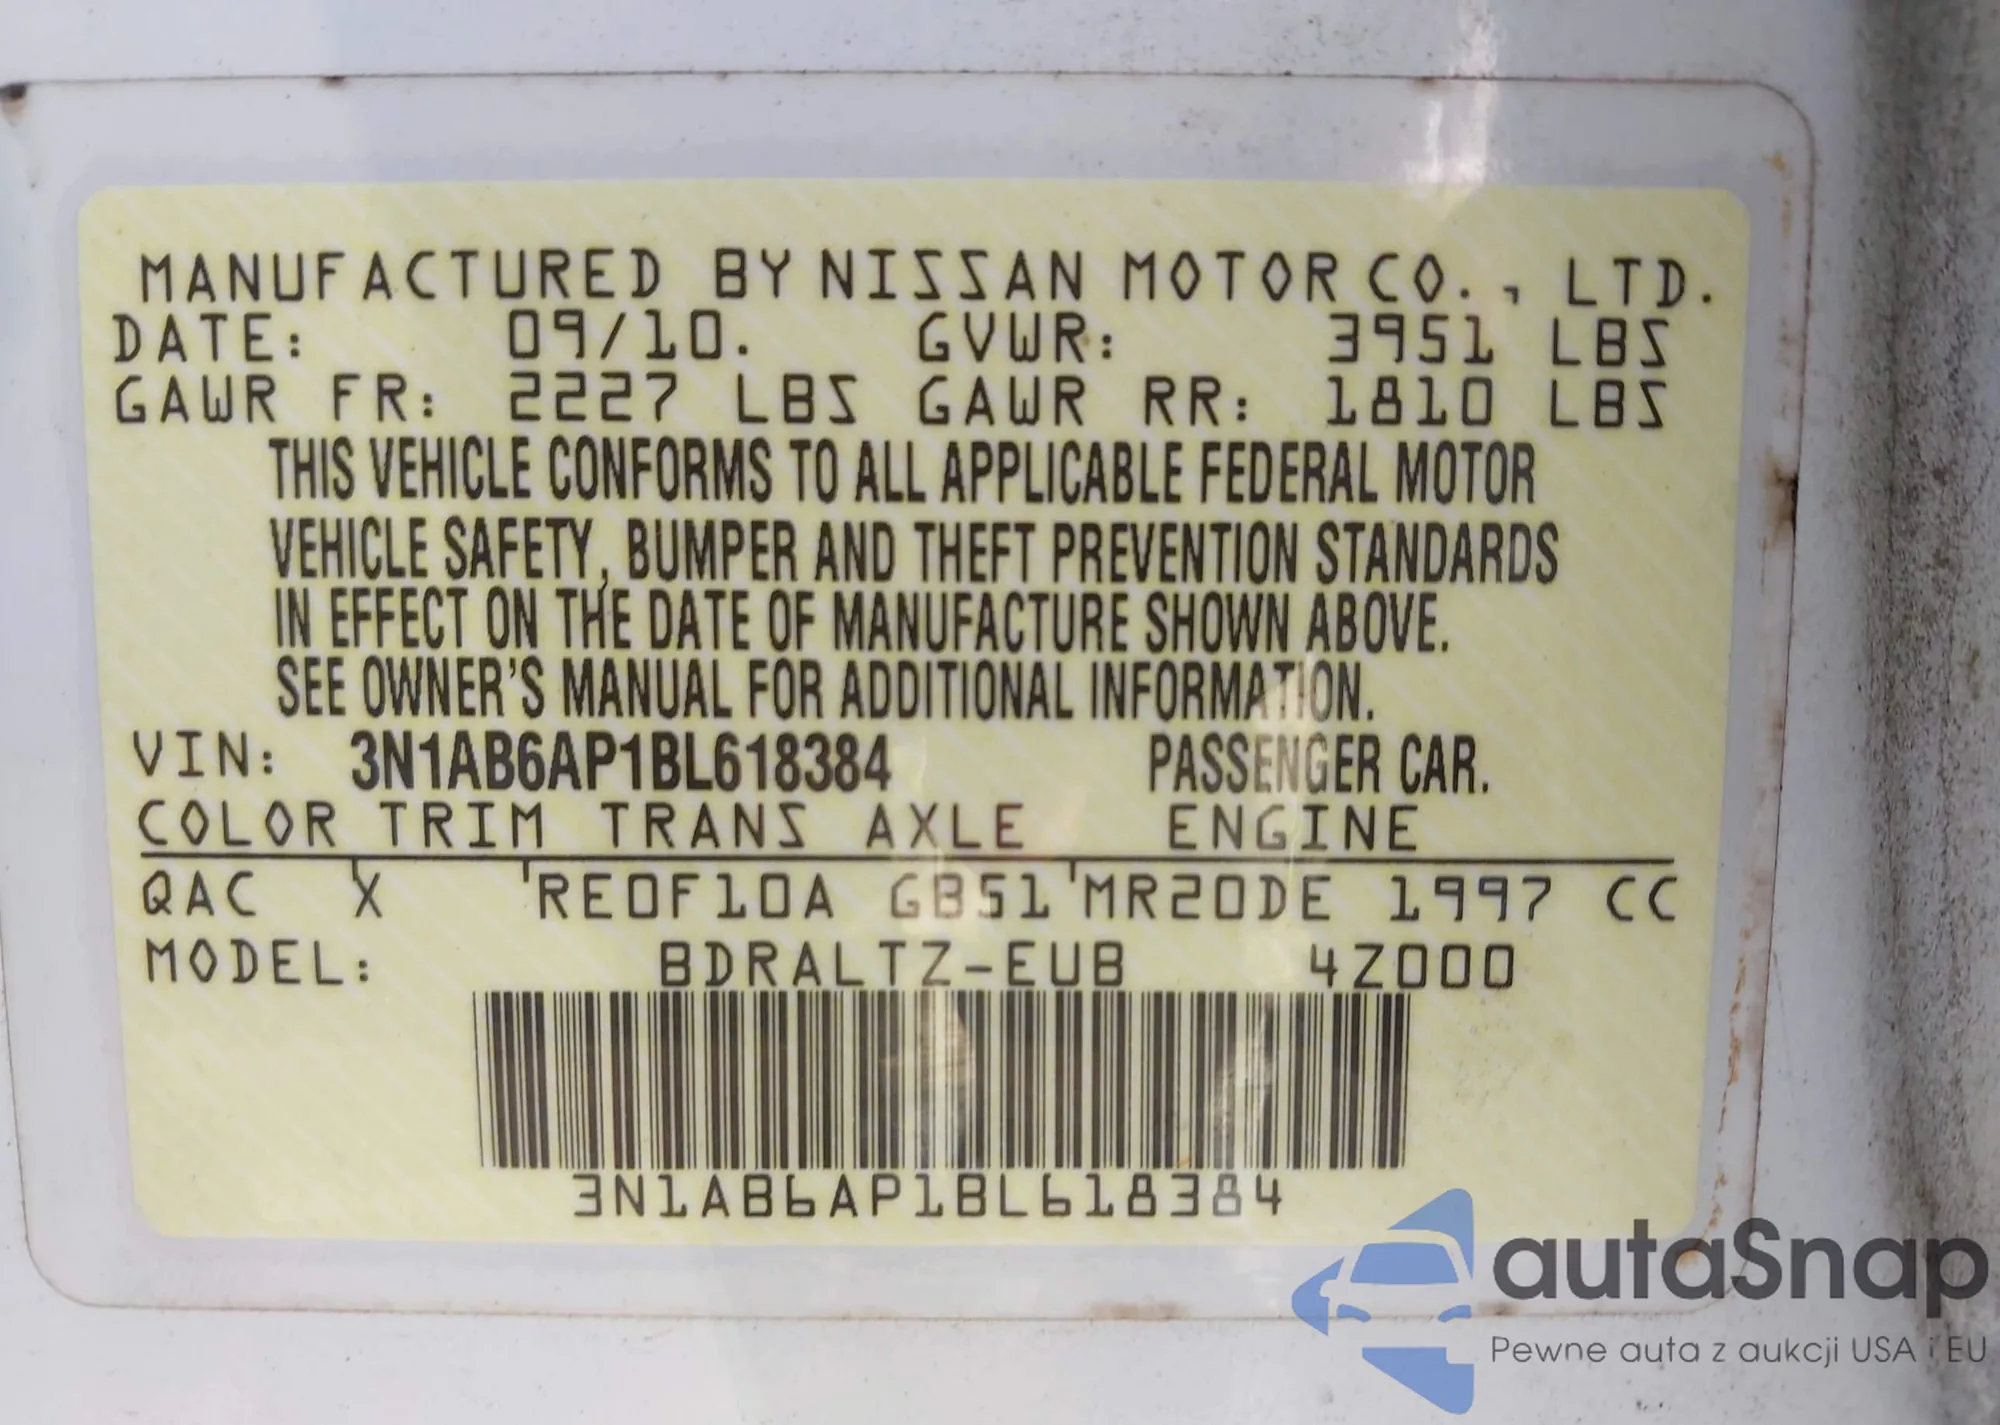 MANUFACTURED BY NISSAN MOTOR CO., LTD.
DATE: 09/10. GVWR: 3951 LBS
GAWR FR: 2227 LBS GAWR RR: 1810 LBS
THIS VEHICLE CONFORMS TO ALL APPLICABLE FEDERAL MOTOR
VEHICLE SAFETY, BUMPER AND THEFT PREVENTION STANDARDS
IN EFFECT ON THE DATE OF MANUFACTURE SHOWN ABOVE.
SEE OWNER'S MANUAL FOR ADDITIONAL INFORMATION.
VIN: 3N1AB6AP1BL618384 PASSENGER CAR.
COLOR TRIM TRANS AXLE ENGINE
QAC X RE0F10A GB51 MR20DE 1997 CC
MODEL: BDRALTZ-EUB 4Z000
3N1AB6AP1BL618384
autaSnap
Pewne auta z aukcji USA i EU